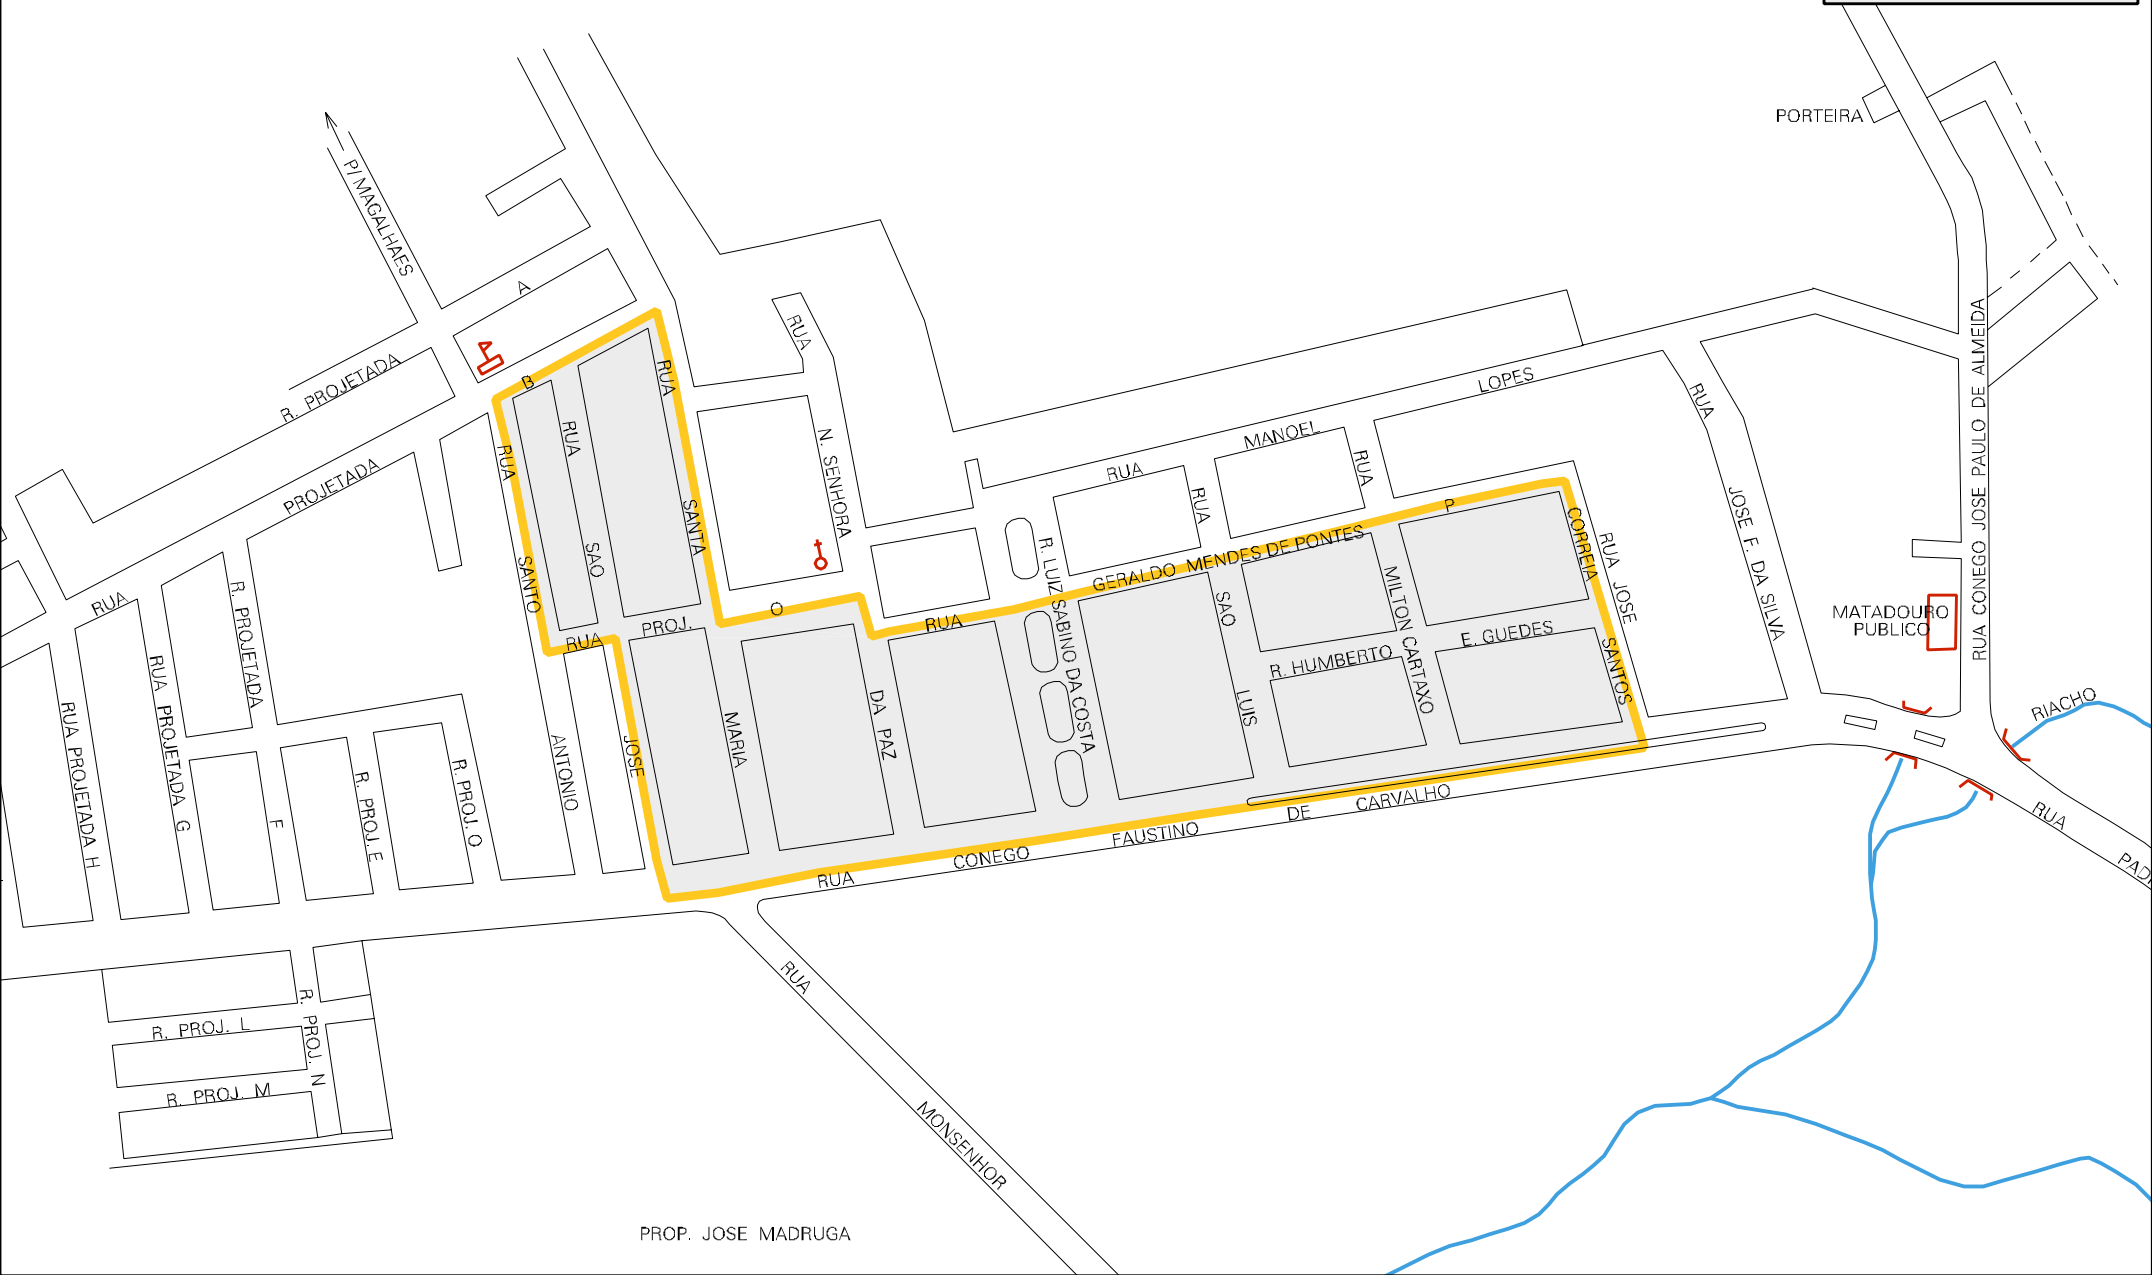 PORTEIRA
P/ MAGALHAES
A
R. PROJETADA
B
RUA
RUA
RUA
RUA
RUA PROJETADA
SANTO
SAO
SANTA
N. SENHORA
RUA MANOEL LOPES
RUA
RUA
RUA
JOSE F. DA SILVA
RUA CONEGO JOSE PAULO DE ALMEIDA
MATADOURO
PUBLICO
RUA GERALDO MENDES DE PONTES
P
CORREIA
RUA JOSE
SANTOS
R. LUIZ SABINO DA COSTA
SAO
LUIS
MILTON CARTAXO
R. HUMBERTO E. GUEDES
RUA PROJ. O
R. PROJETADA
RUA PROJETADA G
RUA PROJETADA H
F
R. PROJ. E
R. PROJ. O
ANTONIO
JOSE
MARIA
DA PAZ
RUA CONEGO FAUSTINO DE CARVALHO
RIACHO
RUA
RUA MONSENHOR
R. PROJ. L
R. PROJ. M
R. PROJ. N
PROP. JOSE MADRUGA